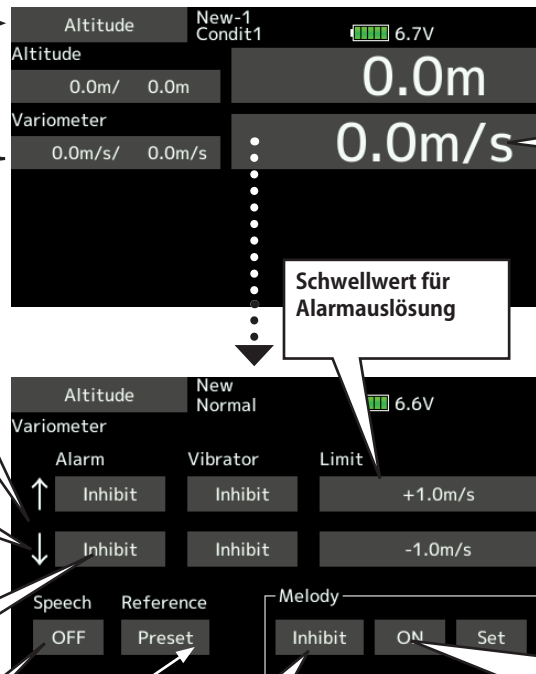 Altitude
New-1
Condit1
6.7V
Altitude
0.0m/ 0.0m
0.0m
Variometer
0.0m/s/ 0.0m/s
0.0m/s
Schwellwert für
Alarmauslösung
Altitude
New
Normal
6.6V
Variometer
Alarm Vibrator Limit
↑ Inhibit Inhibit +1.0m/s
↓ Inhibit Inhibit -1.0m/s
Speech Reference Melody
OFF Preset Inhibit ON Set